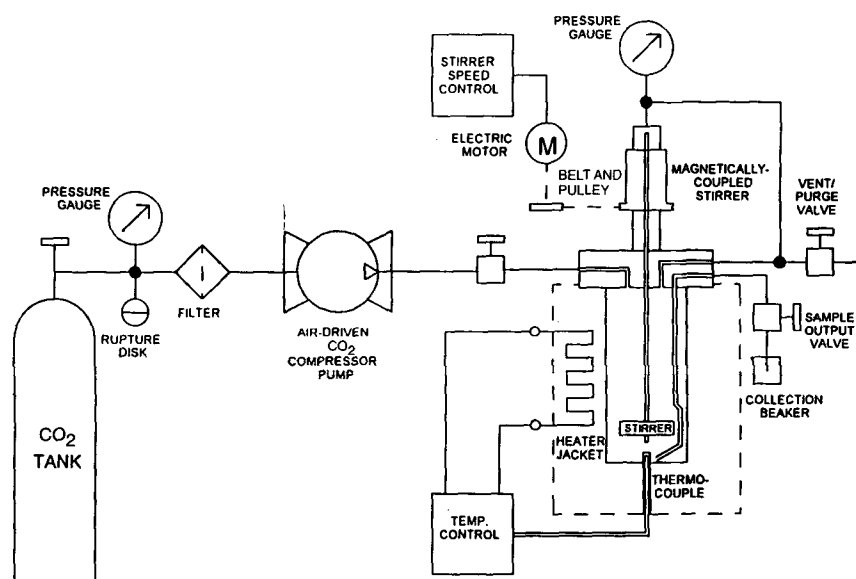 PRESSURE
GAUGE
STIRRER
SPEED
CONTROL
ELECTRIC
MOTOR
M
BELT AND
PULLEY
MAGNETICALLY-
COUPLED
STIRRER
VENT/
PURGE
VALVE
PRESSURE
GAUGE
FILTER
RUPTURE
DISK
AIR-DRIVEN
CO2
COMPRESSOR
PUMP
SAMPLE
OUTPUT
VALVE
COLLECTION
BEAKER
CO2
TANK
STIRRER
HEATER
JACKET
THERMO-
COUPLE
TEMP.
CONTROL